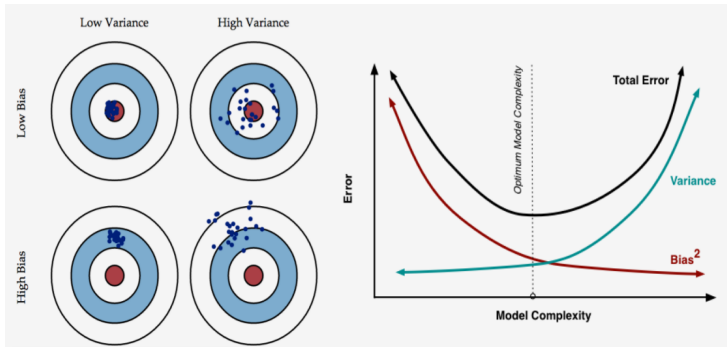 Low Variance
High Variance
Low Bias
High Bias
Error
Optimum Model Complexity
Total Error
Variance
Bias²
Model Complexity